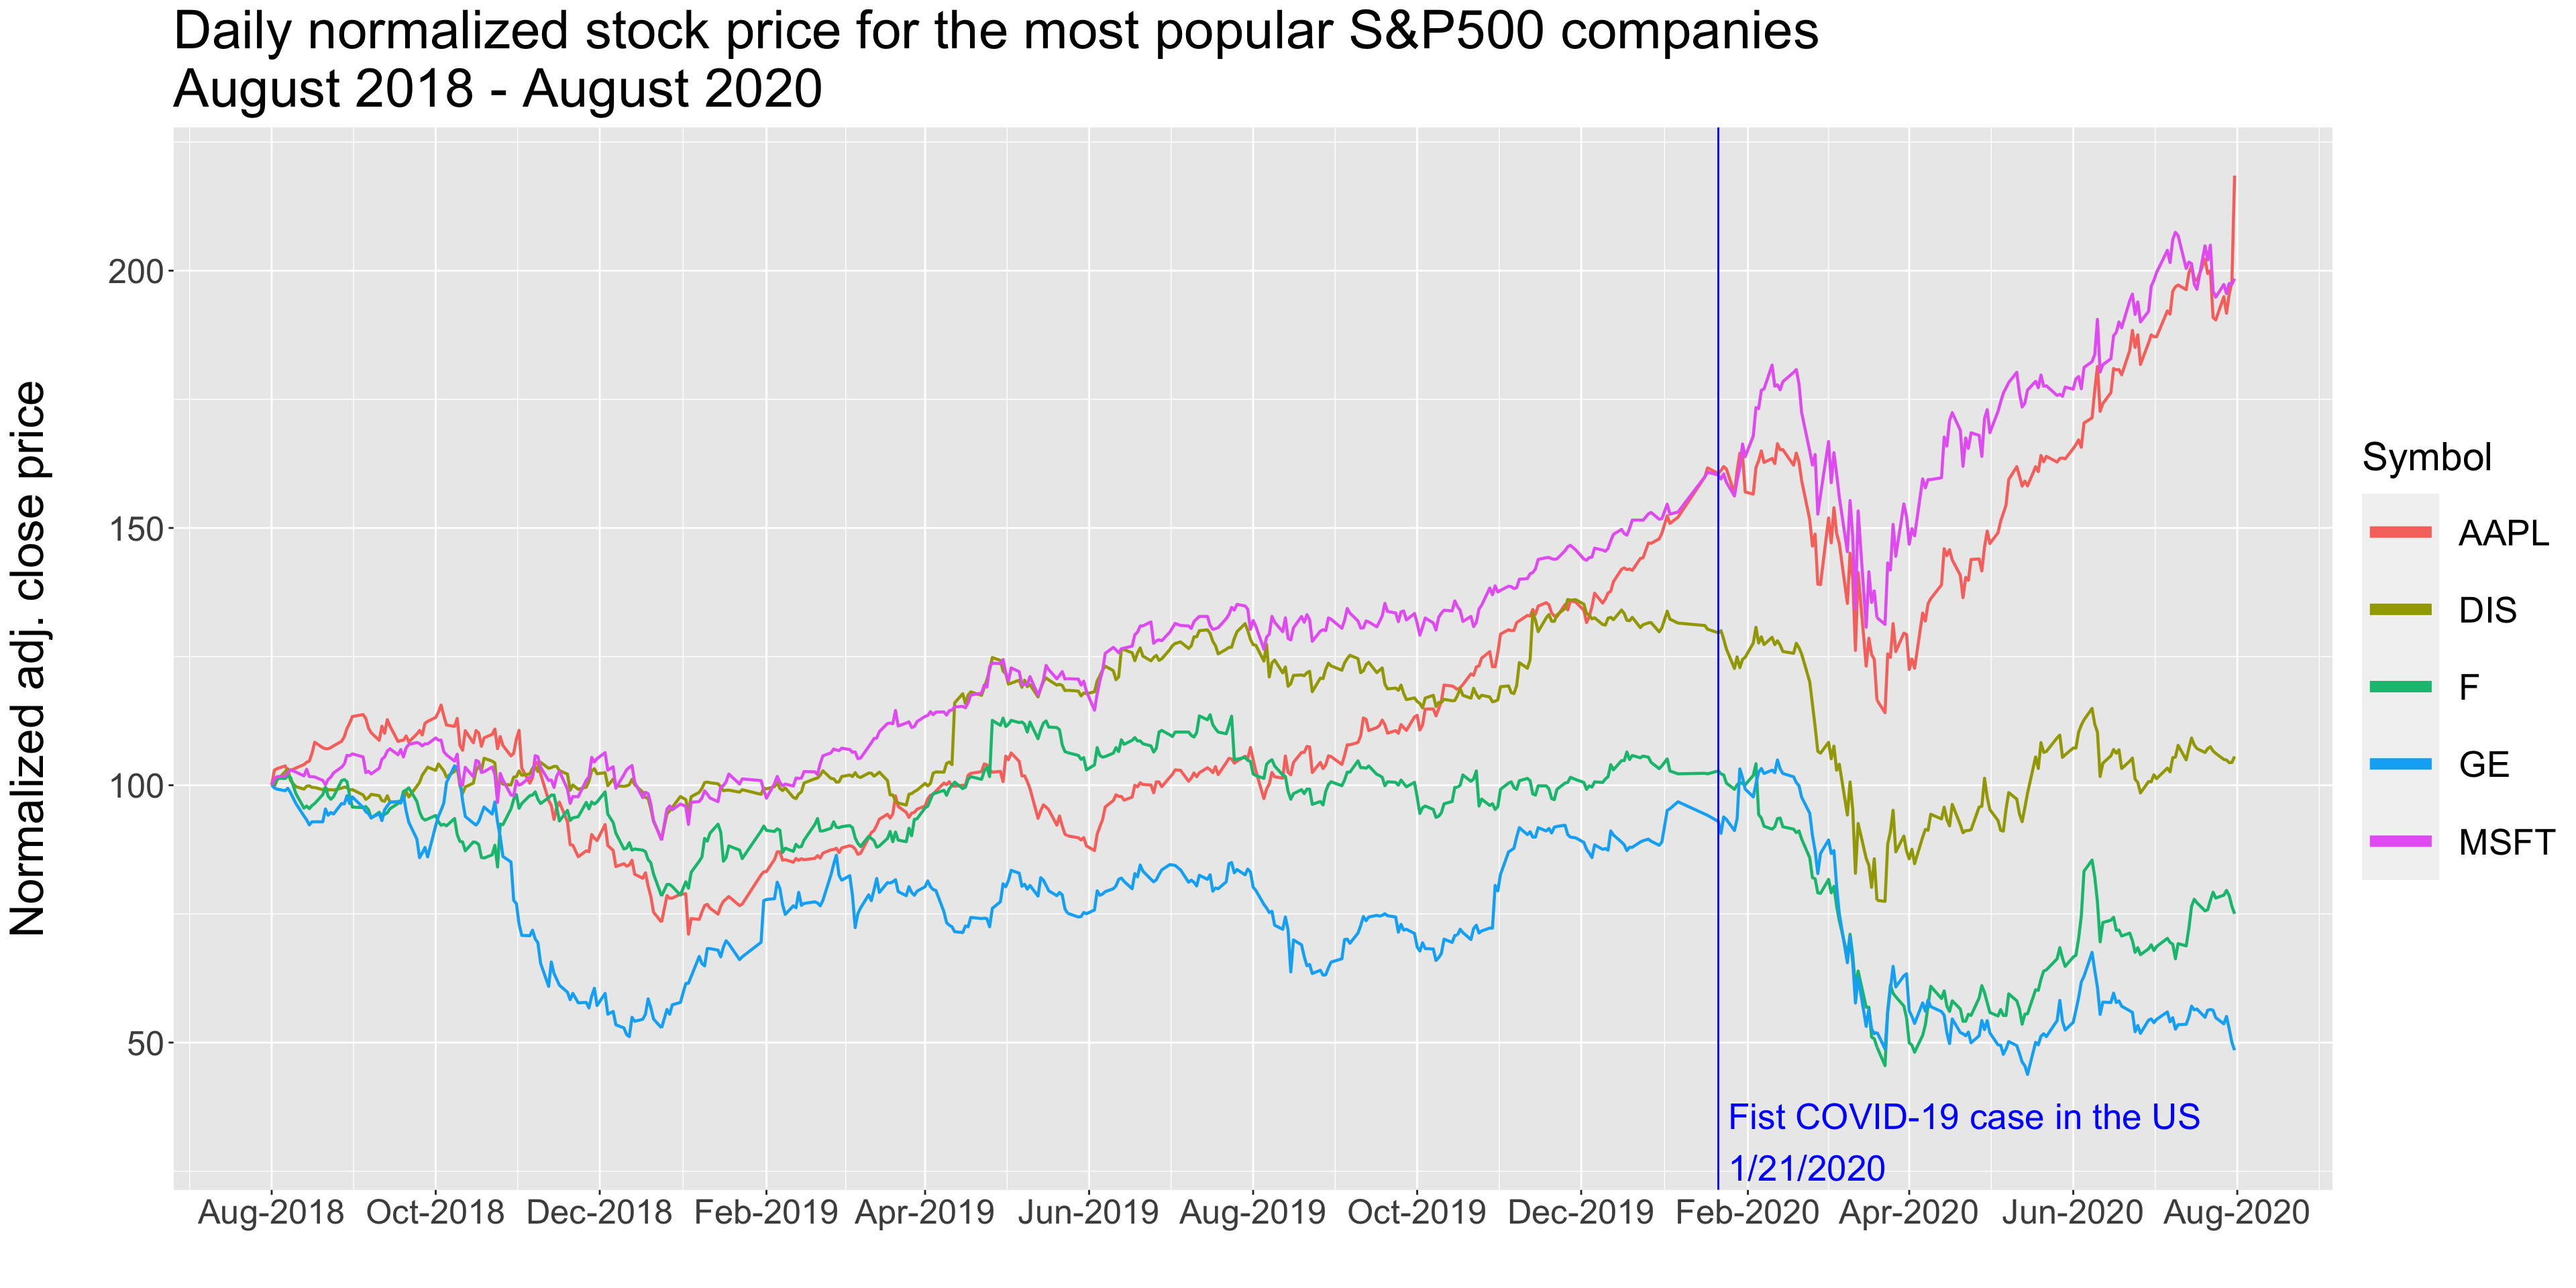 Daily normalized stock price for the most popular S&P500 companies
August 2018 - August 2020
Normalized adj. close price
200
150
100
50
Fist COVID-19 case in the US
1/21/2020
Aug-2018 Oct-2018 Dec-2018 Feb-2019 Apr-2019 Jun-2019 Aug-2019 Oct-2019 Dec-2019 Feb-2020 Apr-2020 Jun-2020 Aug-2020
Symbol
AAPL
DIS
F
GE
MSFT